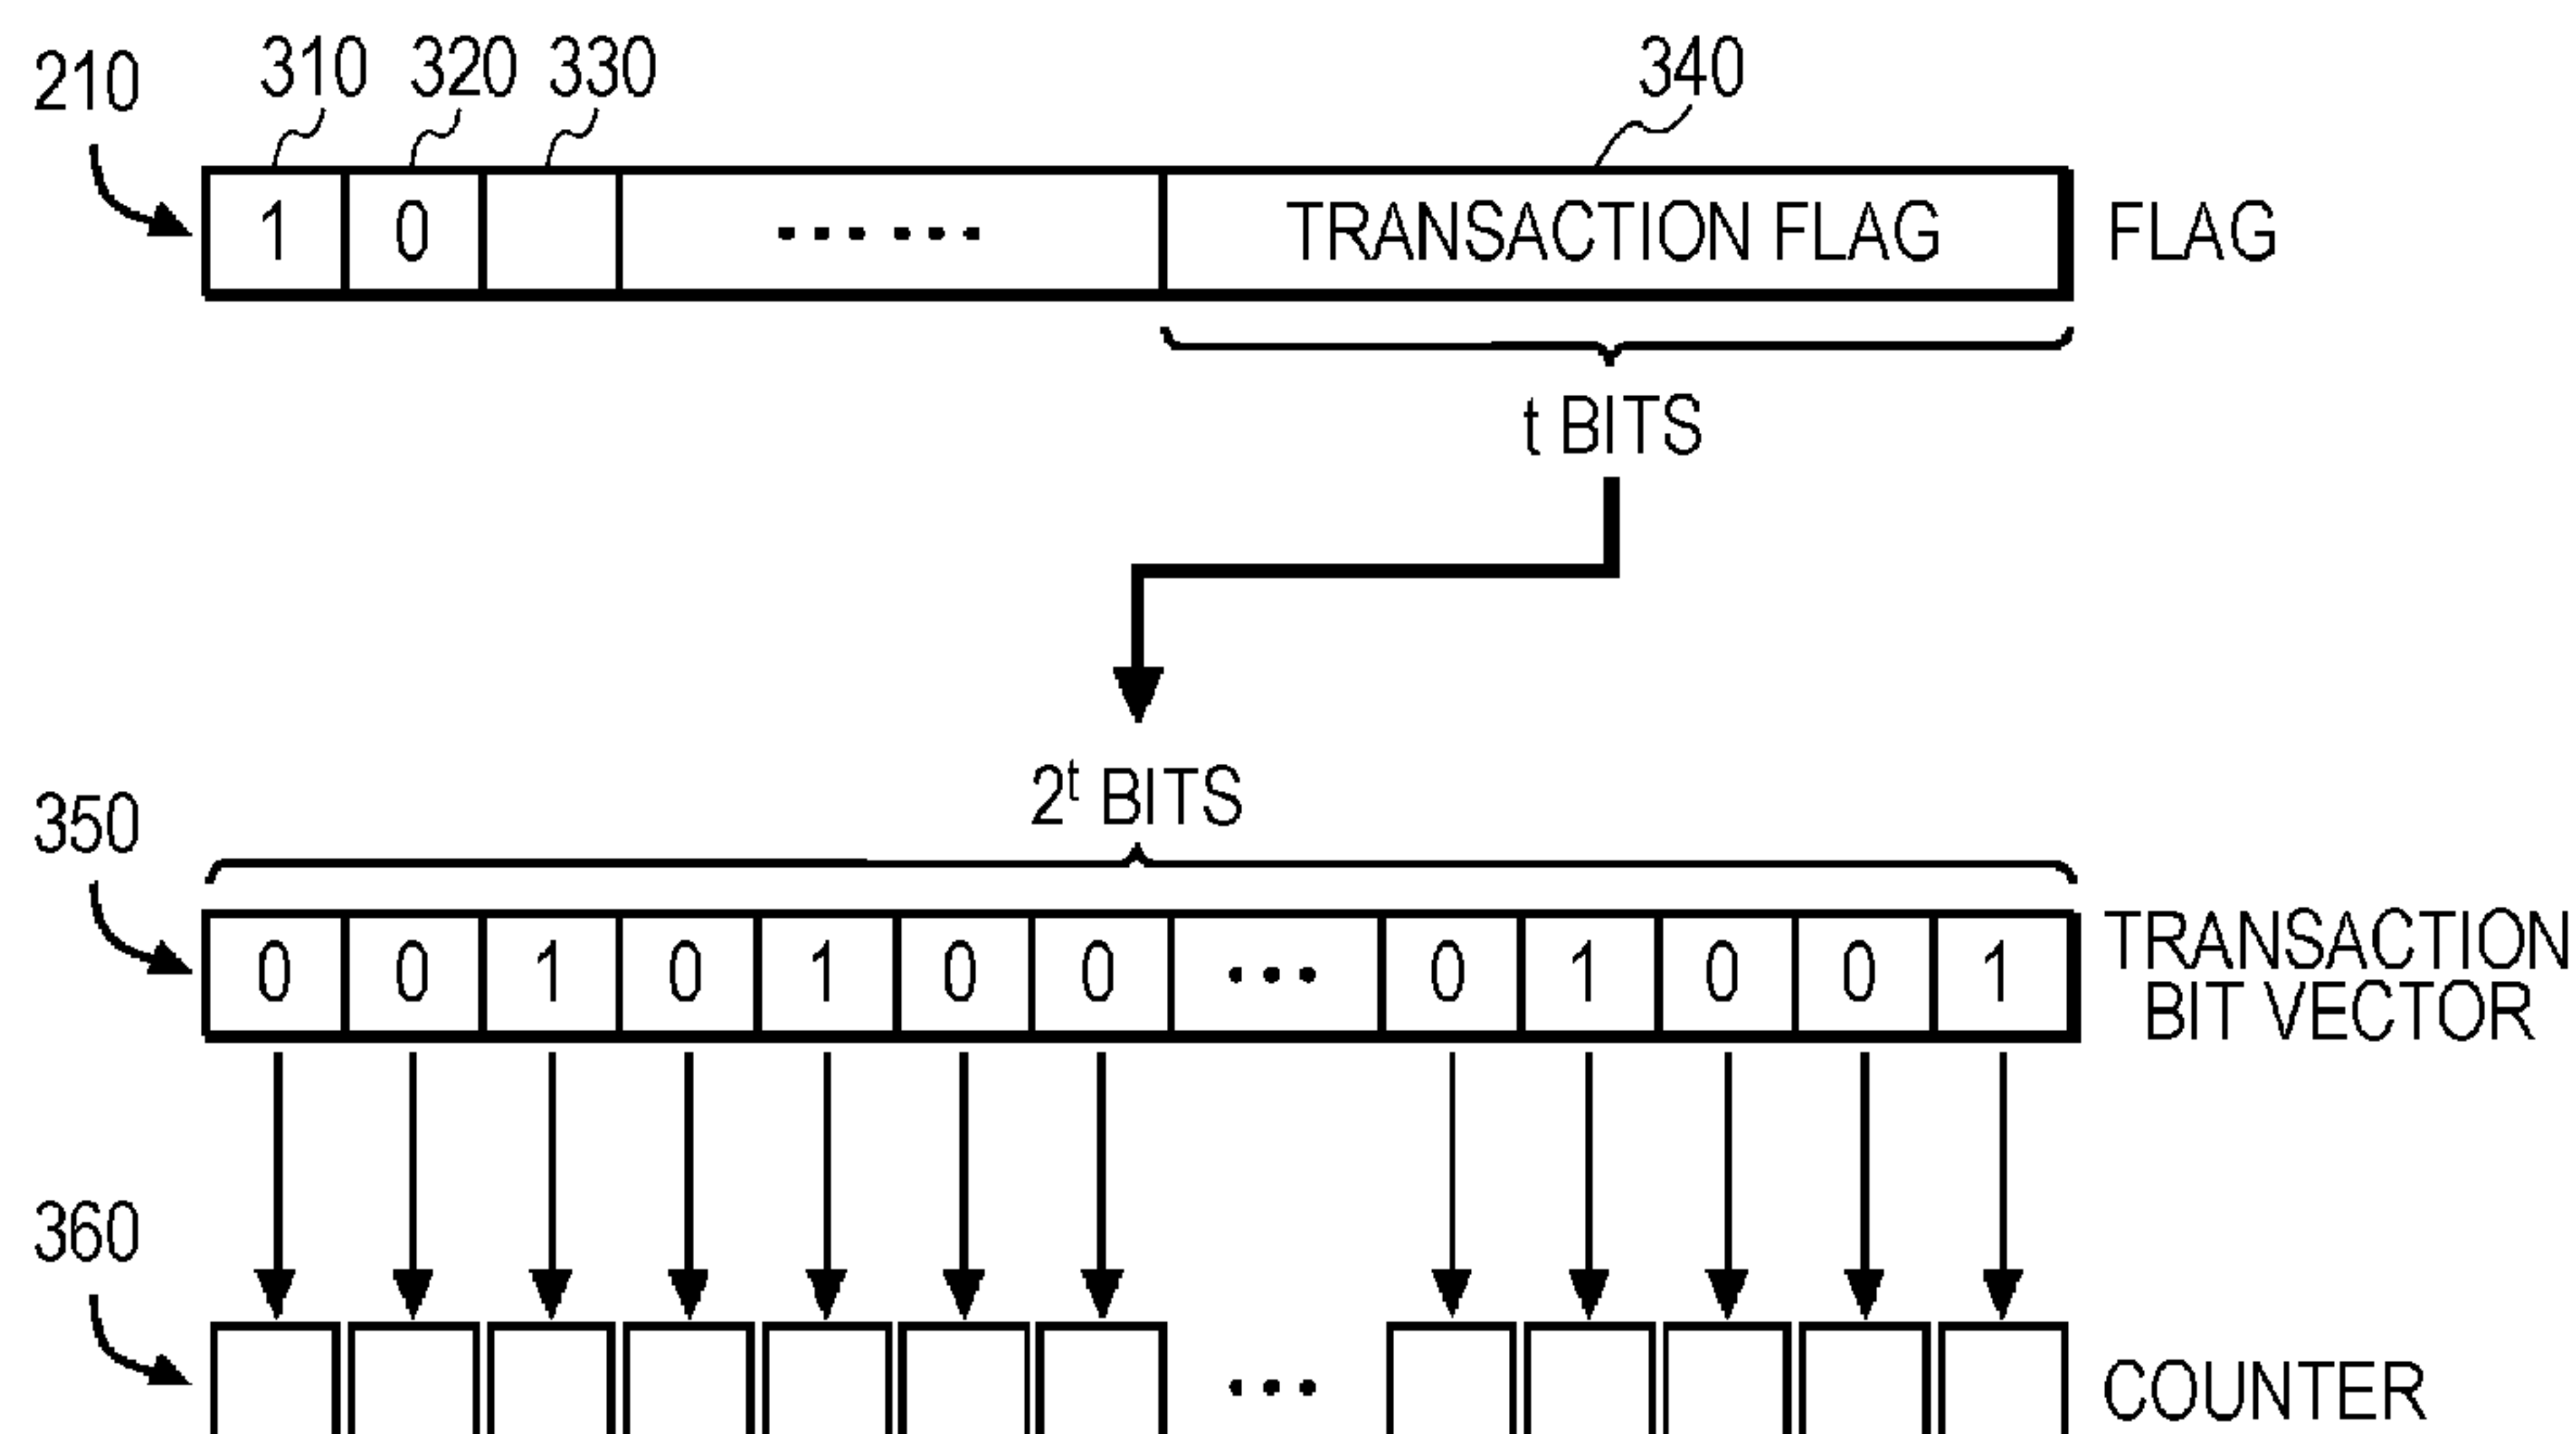 210 310 320 330 340
1 0 ...... TRANSACTION FLAG FLAG
t BITS
2ᵗ BITS
350
0 0 1 0 1 0 0 ... 0 1 0 0 1 TRANSACTION
BIT VECTOR
360
... COUNTER